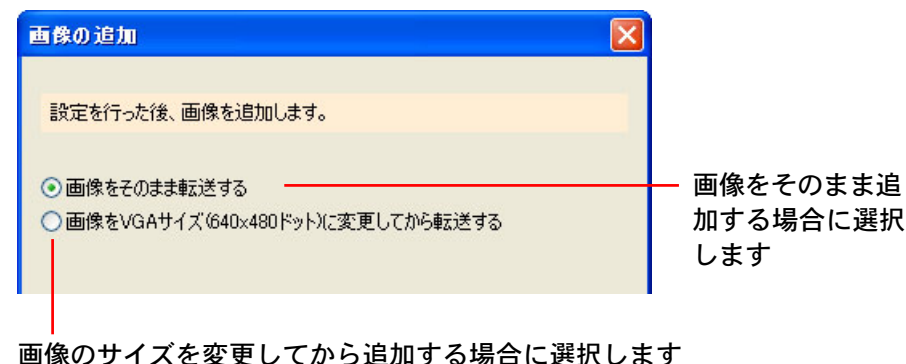 画像の追加
設定を行った後、画像を追加します。
画像をそのまま転送する
画像をVGAサイズ(640x480ドット)に変更してから転送する
画像をそのまま追
加する場合に選択
します
画像のサイズを変更してから追加する場合に選択します